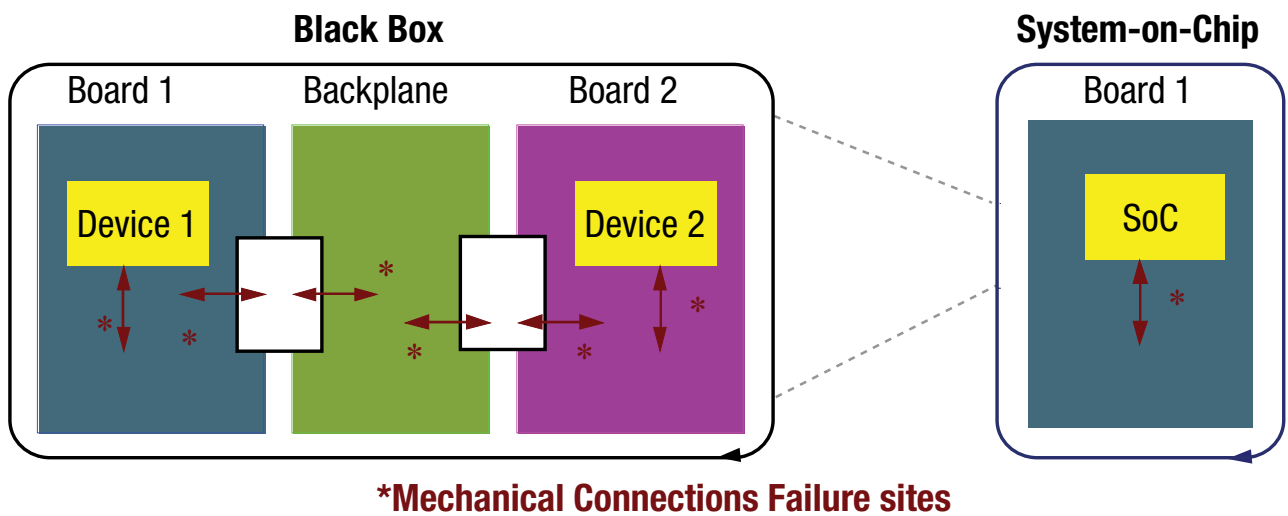 Black Box
System-on-Chip
Board 1
Backplane
Board 2
Board 1
Device 1
Device 2
SoC
*
*
*
*
*
*
*
*Mechanical Connections Failure sites